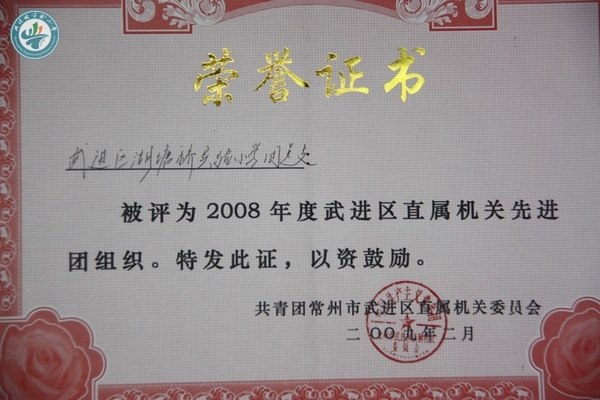 荣誉证书
武进区湖塘桥实验小学团支
被评为2008年度武进区直属机关先进
团组织。特发此证，以资鼓励。
共青团常州市武进区直属机关委员会
二〇〇九年二月